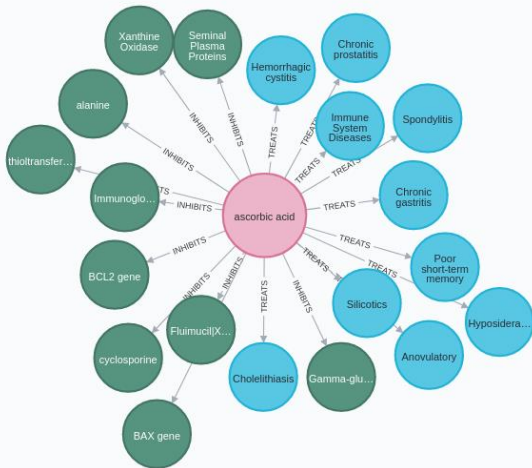 Xanthine
Oxidase
Seminal
Plasma
Proteins
Hemorrhagic
cystitis
Chronic
prostatitis
alanine
Immune
System
Diseases
Spondylitis
thioltransfer...
Immunoglo...
ascorbic acid
Chronic
gastritis
BCL2 gene
Poor
short-term
memory
Silicotics
Hyposidera...
Fluimucil|X...
cyclosporine
Cholelithiasis
Gamma-glu...
Anovulatory
BAX gene
INHIBITS
INHIBITS
INHIBITS
TREATS
TREATS
TREATS
TREATS
TREATS
INHIBITS
INHIBITS
INHIBITS
INHIBITS
TREATS
INHIBITS
TREATS
TREATS
TREATS